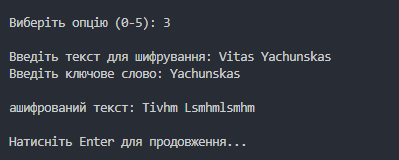 Виберіть опцію (0-5): 3
Введіть текст для шифрування: Vitas Yachunskas
Введіть ключове слово: Yachunskas
ашифрований текст: Tivhm Lsmhmlsmhm
Натисніть Enter для продовження...